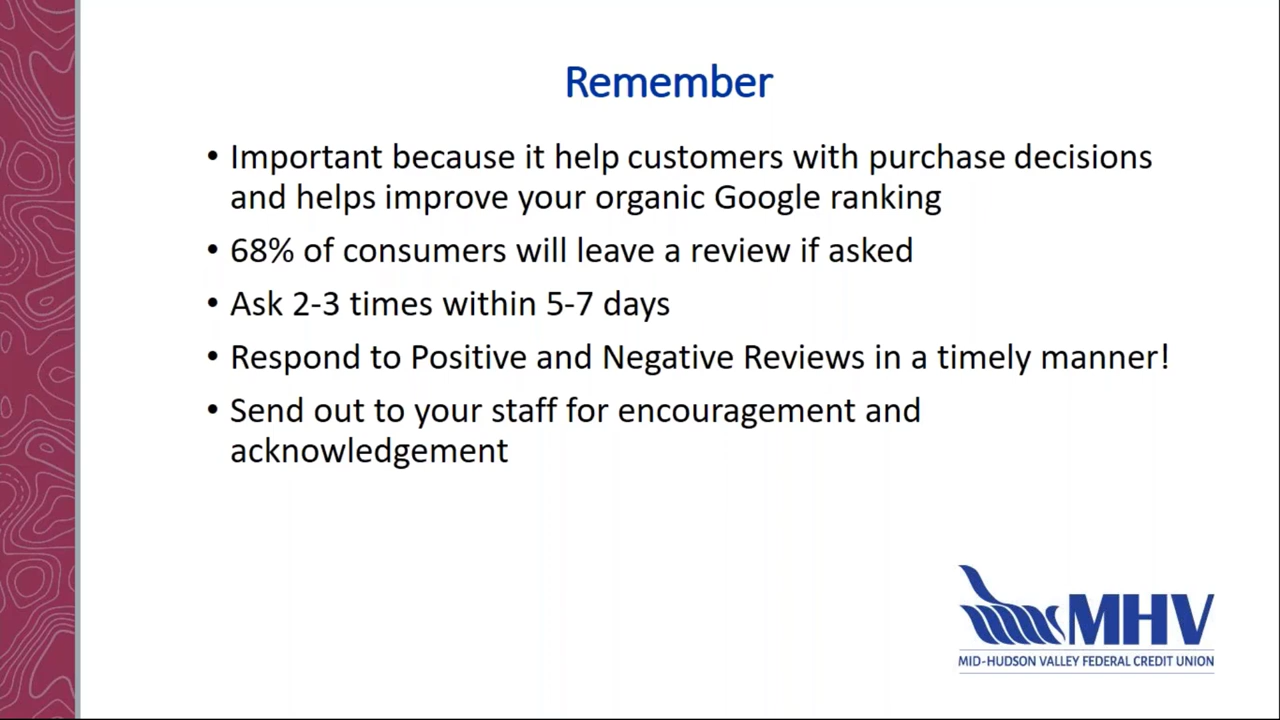 Remember
• Important because it help customers with purchase decisions
and helps improve your organic Google ranking
• 68% of consumers will leave a review if asked
• Ask 2-3 times within 5-7 days
• Respond to Positive and Negative Reviews in a timely manner!
• Send out to your staff for encouragement and
acknowledgement
MHV
MID-HUDSON VALLEY FEDERAL CREDIT UNION